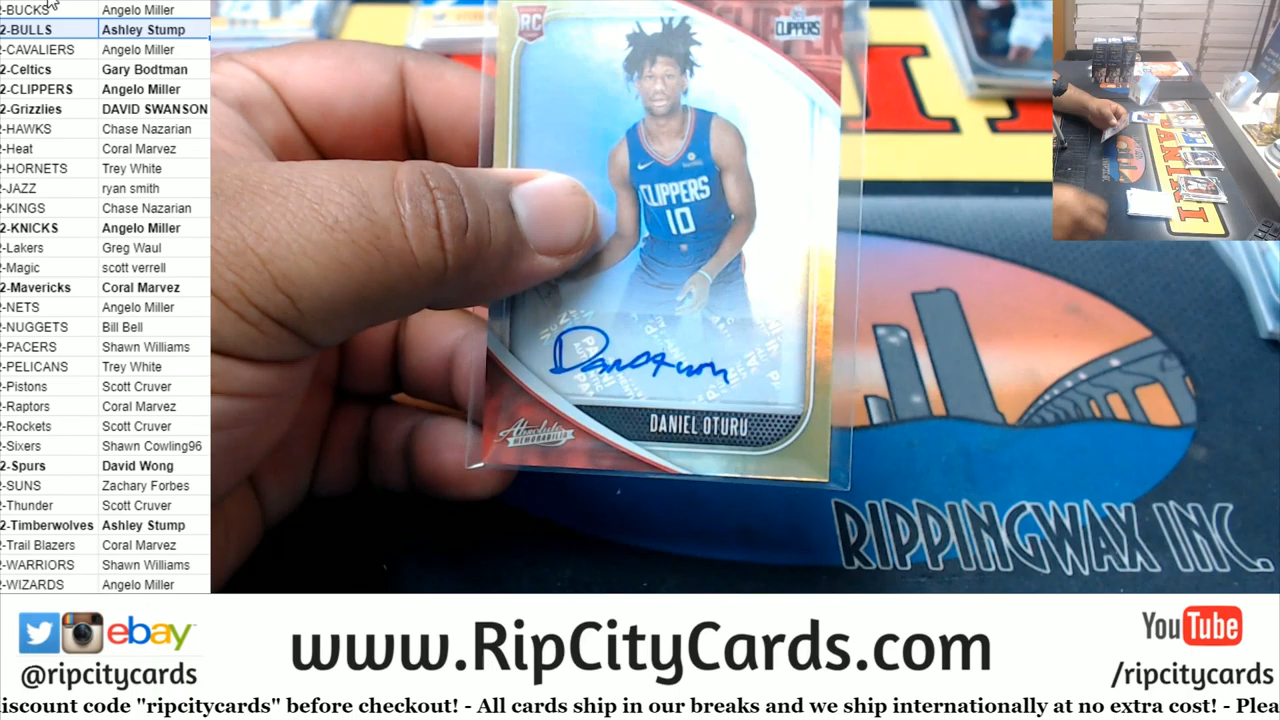 2-BUCKS Angelo Miller
2-BULLS Ashley Stump
2-CAVALIERS Angelo Miller
2-Celtics Gary Bodtman
2-CLIPPERS Angelo Miller
2-Grizzlies DAVID SWANSON
2-HAWKS Chase Nazarian
2-Heat Coral Marvez
2-HORNETS Trey White
2-JAZZ ryan smith
2-KINGS Chase Nazarian
2-KNICKS Angelo Miller
2-Lakers Greg Waul
2-Magic scott verrell
2-Mavericks Coral Marvez
2-NETS Angelo Miller
2-NUGGETS Bill Bell
2-PACERS Shawn Williams
2-PELICANS Trey White
2-Pistons Scott Cruver
2-Raptors Coral Marvez
2-Rockets Scott Cruver
2-Sixers Shawn Cowling96
2-Spurs David Wong
2-SUNS Zachary Forbes
2-Thunder Scott Cruver
2-Timberwolves Ashley Stump
2-Trail Blazers Coral Marvez
2-WARRIORS Shawn Williams
2-WIZARDS Angelo Miller
RC
CLIPPERS
CLIPPERS
10
DANIEL OTURU
Absolute
MEMORABILIA
PANINI
RIPPINGWAX INC.
ebay
@ripcitycards
www.RipCityCards.com
YouTube
/ripcitycards
iscount code "ripcitycards" before checkout! - All cards ship in our breaks and we ship internationally at no extra cost! - Plea